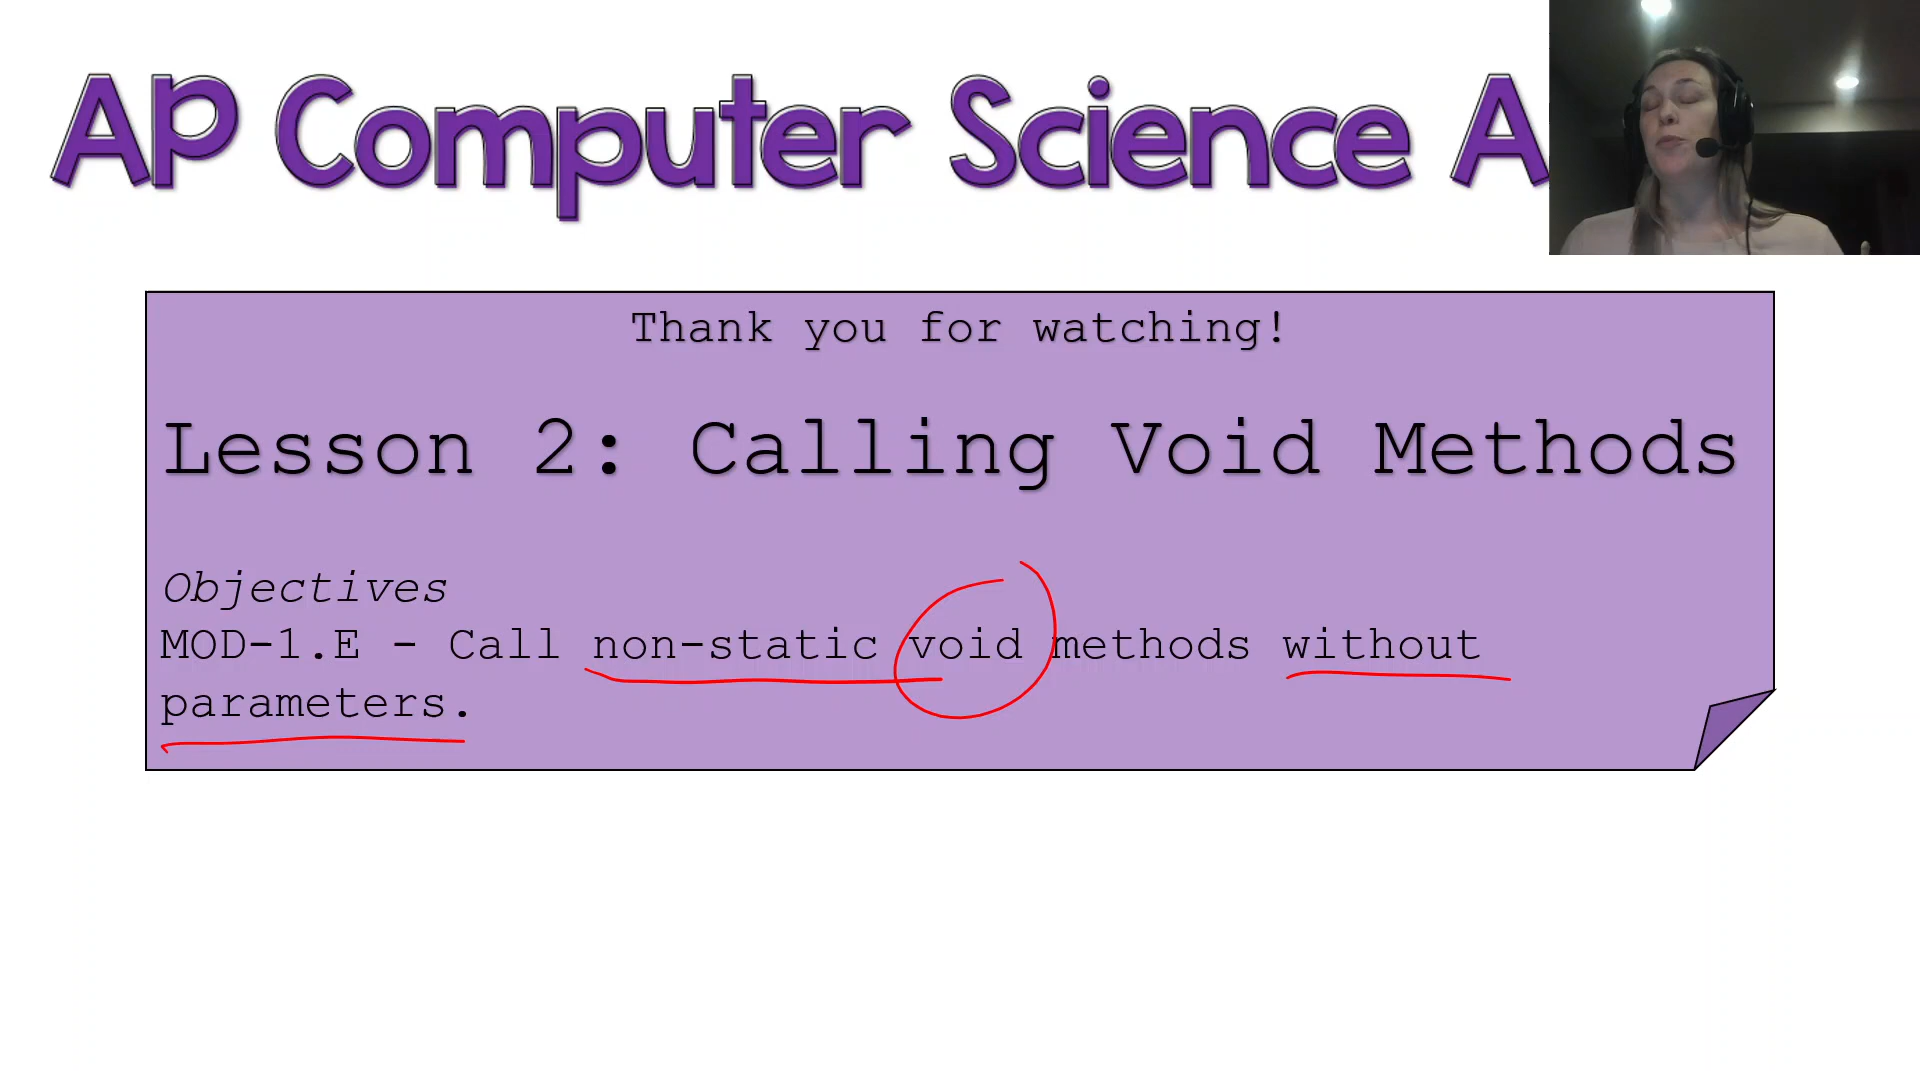 Ap Computer Science A
Thank you for watching!
Lesson 2: Calling Void Methods
Objectives
MOD-1.E - Call non-static void methods without
parameters.